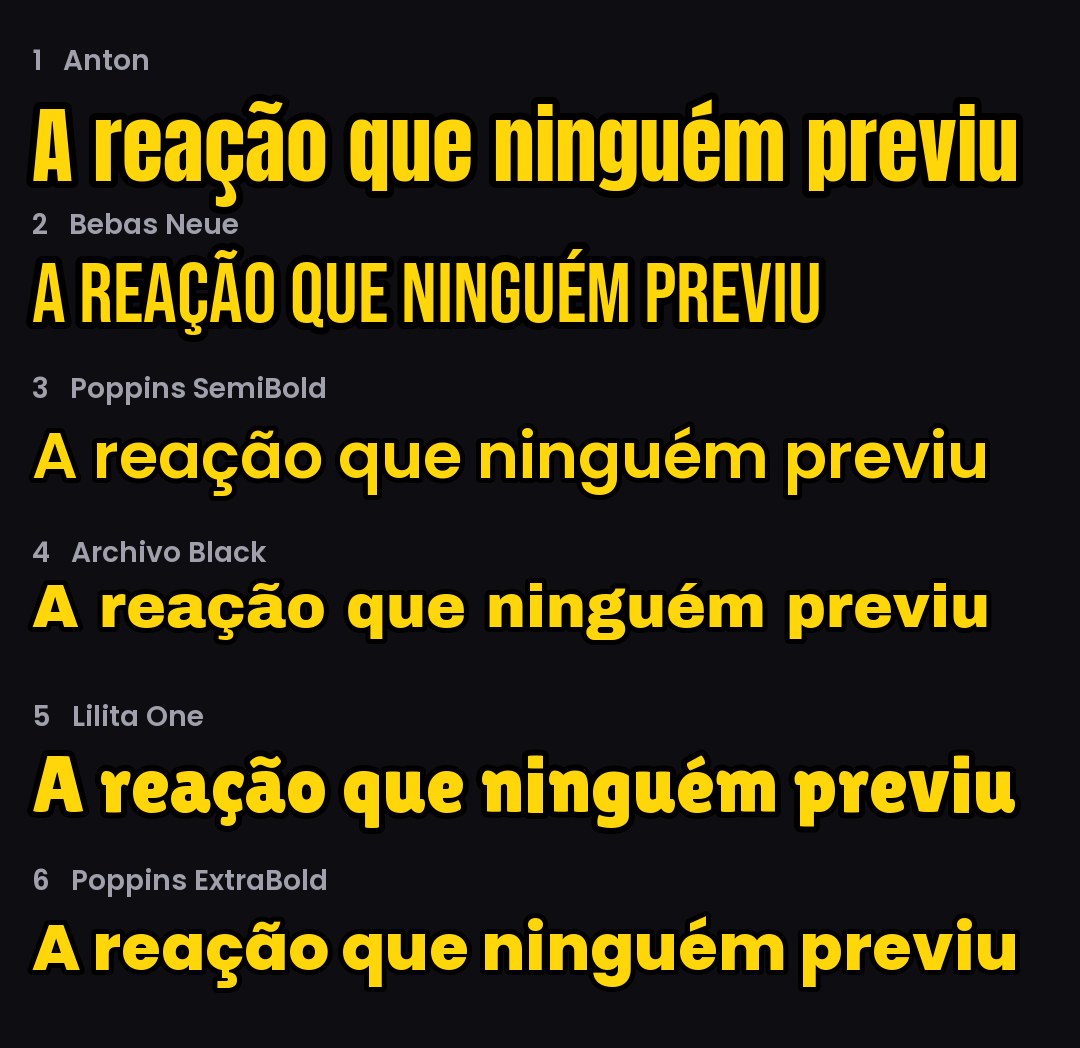 1 Anton
A reação que ninguém previu
2 Bebas Neue
A REAÇÃO QUE NINGUÉM PREVIU
3 Poppins SemiBold
A reação que ninguém previu
4 Archivo Black
A reação que ninguém previu
5 Lilita One
A reação que ninguém previu
6 Poppins ExtraBold
A reação que ninguém previu